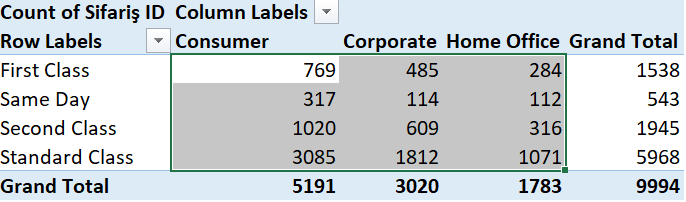 Count of Sifariş ID Column Labels
Row Labels Consumer Corporate Home Office Grand Total
First Class 769 485 284 1538
Same Day 317 114 112 543
Second Class 1020 609 316 1945
Standard Class 3085 1812 1071 5968
Grand Total 5191 3020 1783 9994